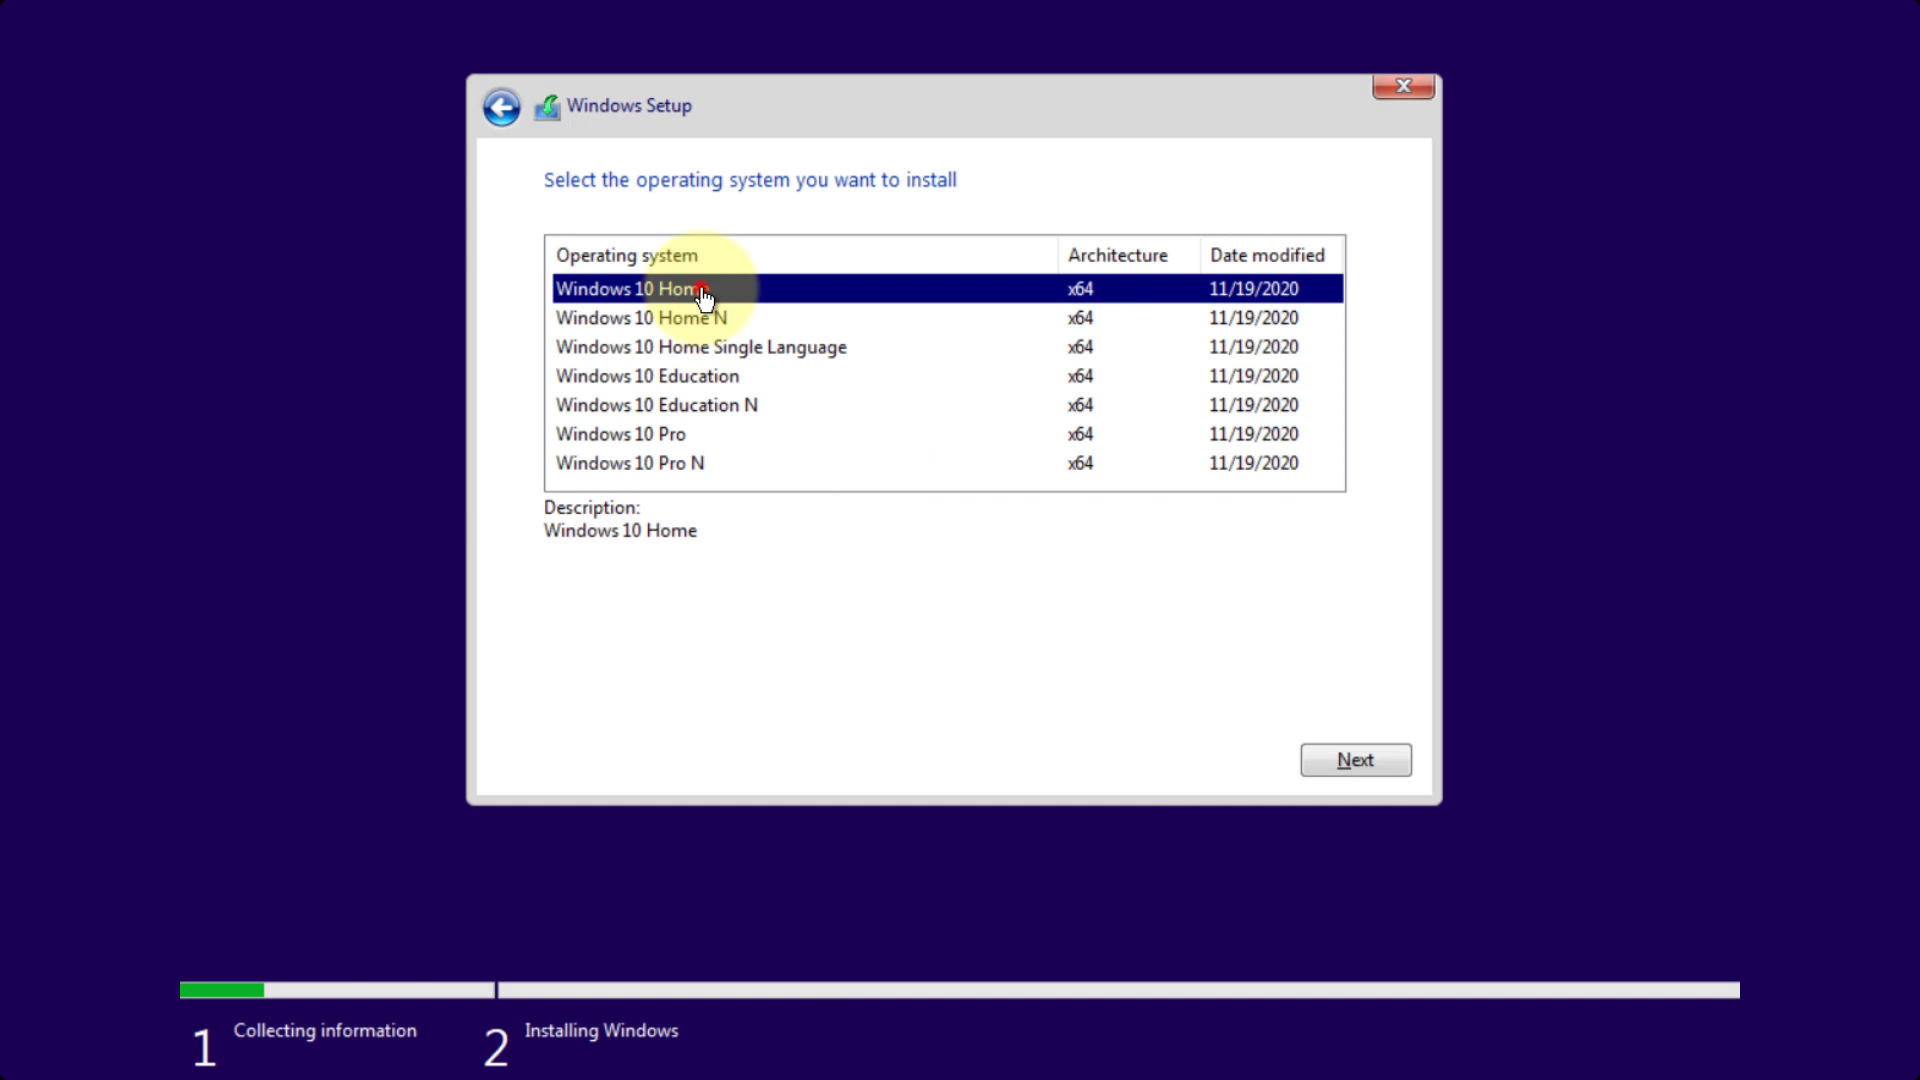 Windows Setup
Select the operating system you want to install
Operating system Architecture Date modified
Windows 10 Home x64 11/19/2020
Windows 10 Home N x64 11/19/2020
Windows 10 Home Single Language x64 11/19/2020
Windows 10 Education x64 11/19/2020
Windows 10 Education N x64 11/19/2020
Windows 10 Pro x64 11/19/2020
Windows 10 Pro N x64 11/19/2020
Description:
Windows 10 Home
Next
1 Collecting information 2 Installing Windows